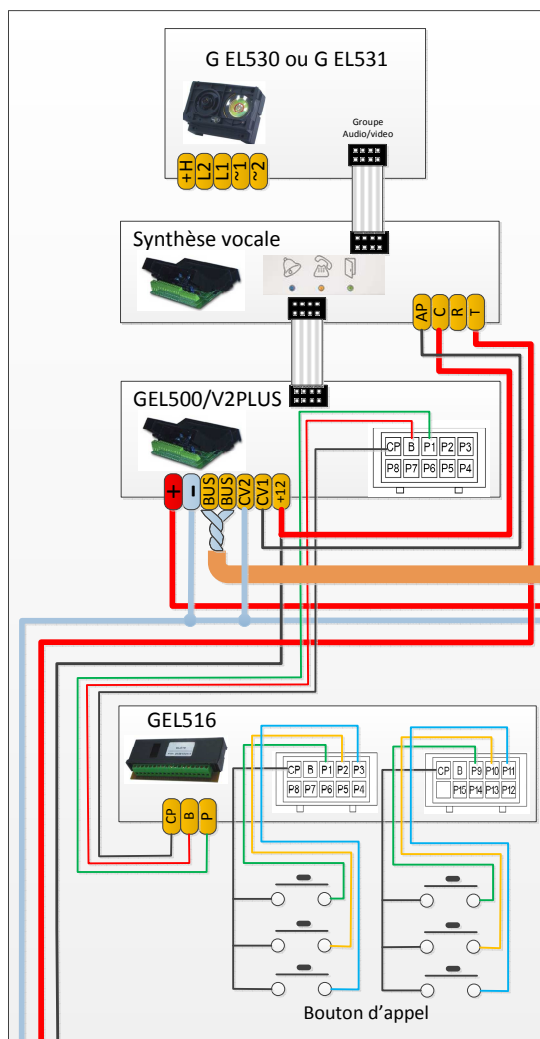 G EL530 ou G EL531
Groupe
Audio/video
+H
L2
L1
~1
~2
Synthèse vocale
AP
C
R
T
GEL500/V2PLUS
CP B P1 P2 P3
P8 P7 P6 P5 P4
+
-
BUS
BUS
CV2
CV1
+12
GEL516
CP
B
P
CP B P1 P2 P3
P8 P7 P6 P5 P4
CP B P9 P10 P11
P15 P14 P13 P12
Bouton d'appel